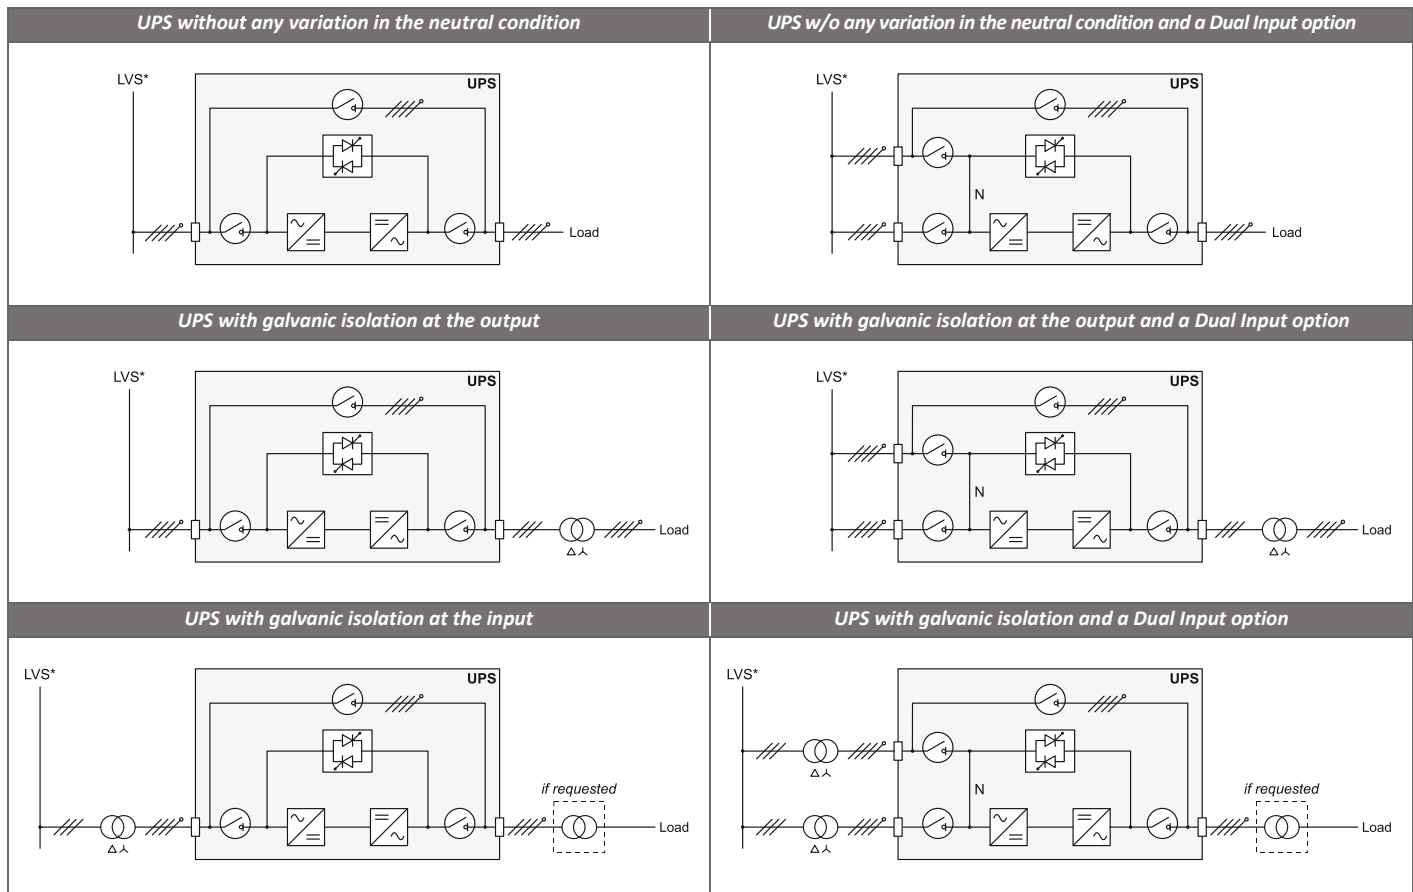 UPS without any variation in the neutral condition
UPS w/o any variation in the neutral condition and a Dual Input option
LVS*
UPS
Load
LVS*
UPS
N
Load
UPS with galvanic isolation at the output
UPS with galvanic isolation at the output and a Dual Input option
LVS*
UPS
Load
LVS*
UPS
N
Load
UPS with galvanic isolation at the input
UPS with galvanic isolation and a Dual Input option
LVS*
UPS
if requested
Load
LVS*
UPS
N
if requested
Load